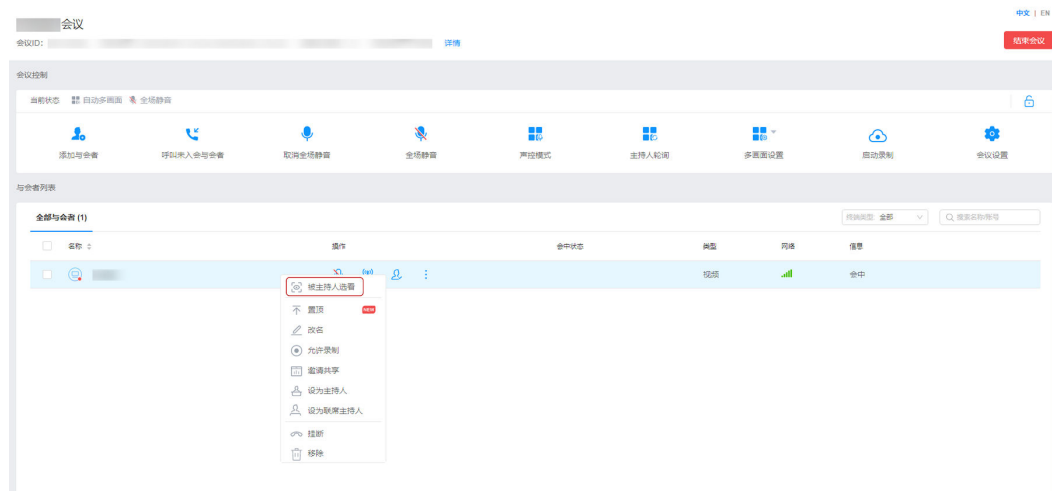 中文 | EN
会议
会议ID:
详情
结束会议
会议控制
当前状态 自动多画面 全场静音
添加与会者 呼叫未入会与会者 取消全场静音 全场静音 声控模式 主持人轮询 多画面设置 启动录制 会议设置
与会者列表
全部与会者 (1)
终端类型 全部
搜索名称/账号
名称 操作 会中状态 类型 网络 信息
视频 会中
被主持人选看
置顶 NEW
改名
允许录制
邀请共享
设为主持人
设为联席主持人
挂断
移除